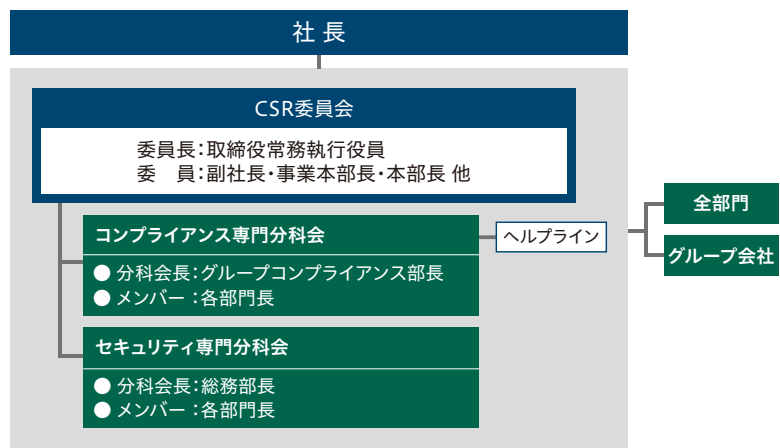 社 長
CSR委員会
委員長：取締役常務執行役員
委　員：副社長・事業本部長・本部長 他
コンプライアンス専門分科会
● 分科会長：グループコンプライアンス部長
● メンバー：各部門長
ヘルプライン
全部門
グループ会社
セキュリティ専門分科会
● 分科会長：総務部長
● メンバー：各部門長